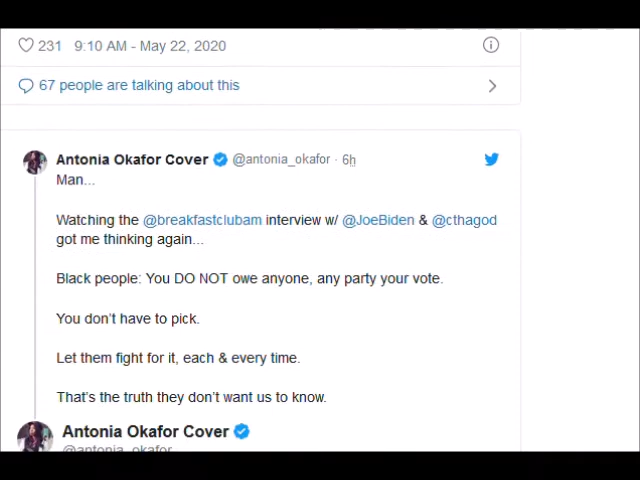 231 9:10 AM - May 22, 2020
67 people are talking about this
Antonia Okafor Cover @antonia_okafor · 6h
Man...
Watching the @breakfastclubam interview w/ @JoeBiden & @cthagod
got me thinking again...
Black people: You DO NOT owe anyone, any party your vote.
You don't have to pick.
Let them fight for it, each & every time.
That's the truth they don't want us to know.
Antonia Okafor Cover
@antonia_okafor